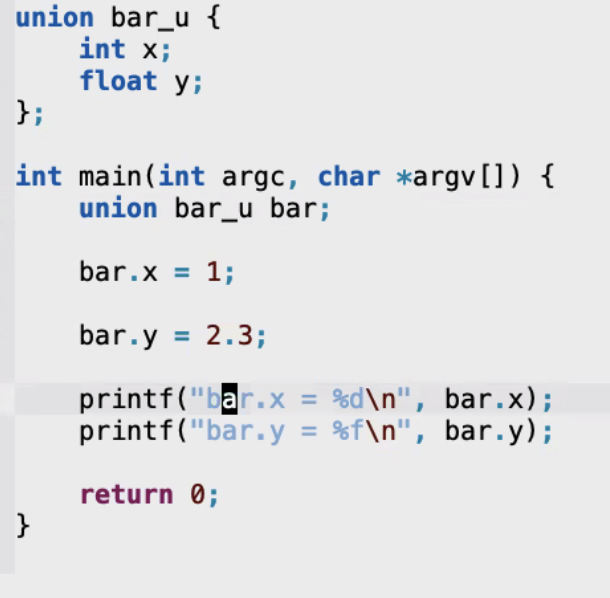 union bar_u {
    int x;
    float y;
};

int main(int argc, char *argv[]) {
    union bar_u bar;

    bar.x = 1;

    bar.y = 2.3;

    printf("bar.x = %d\n", bar.x);
    printf("bar.y = %f\n", bar.y);

    return 0;
}